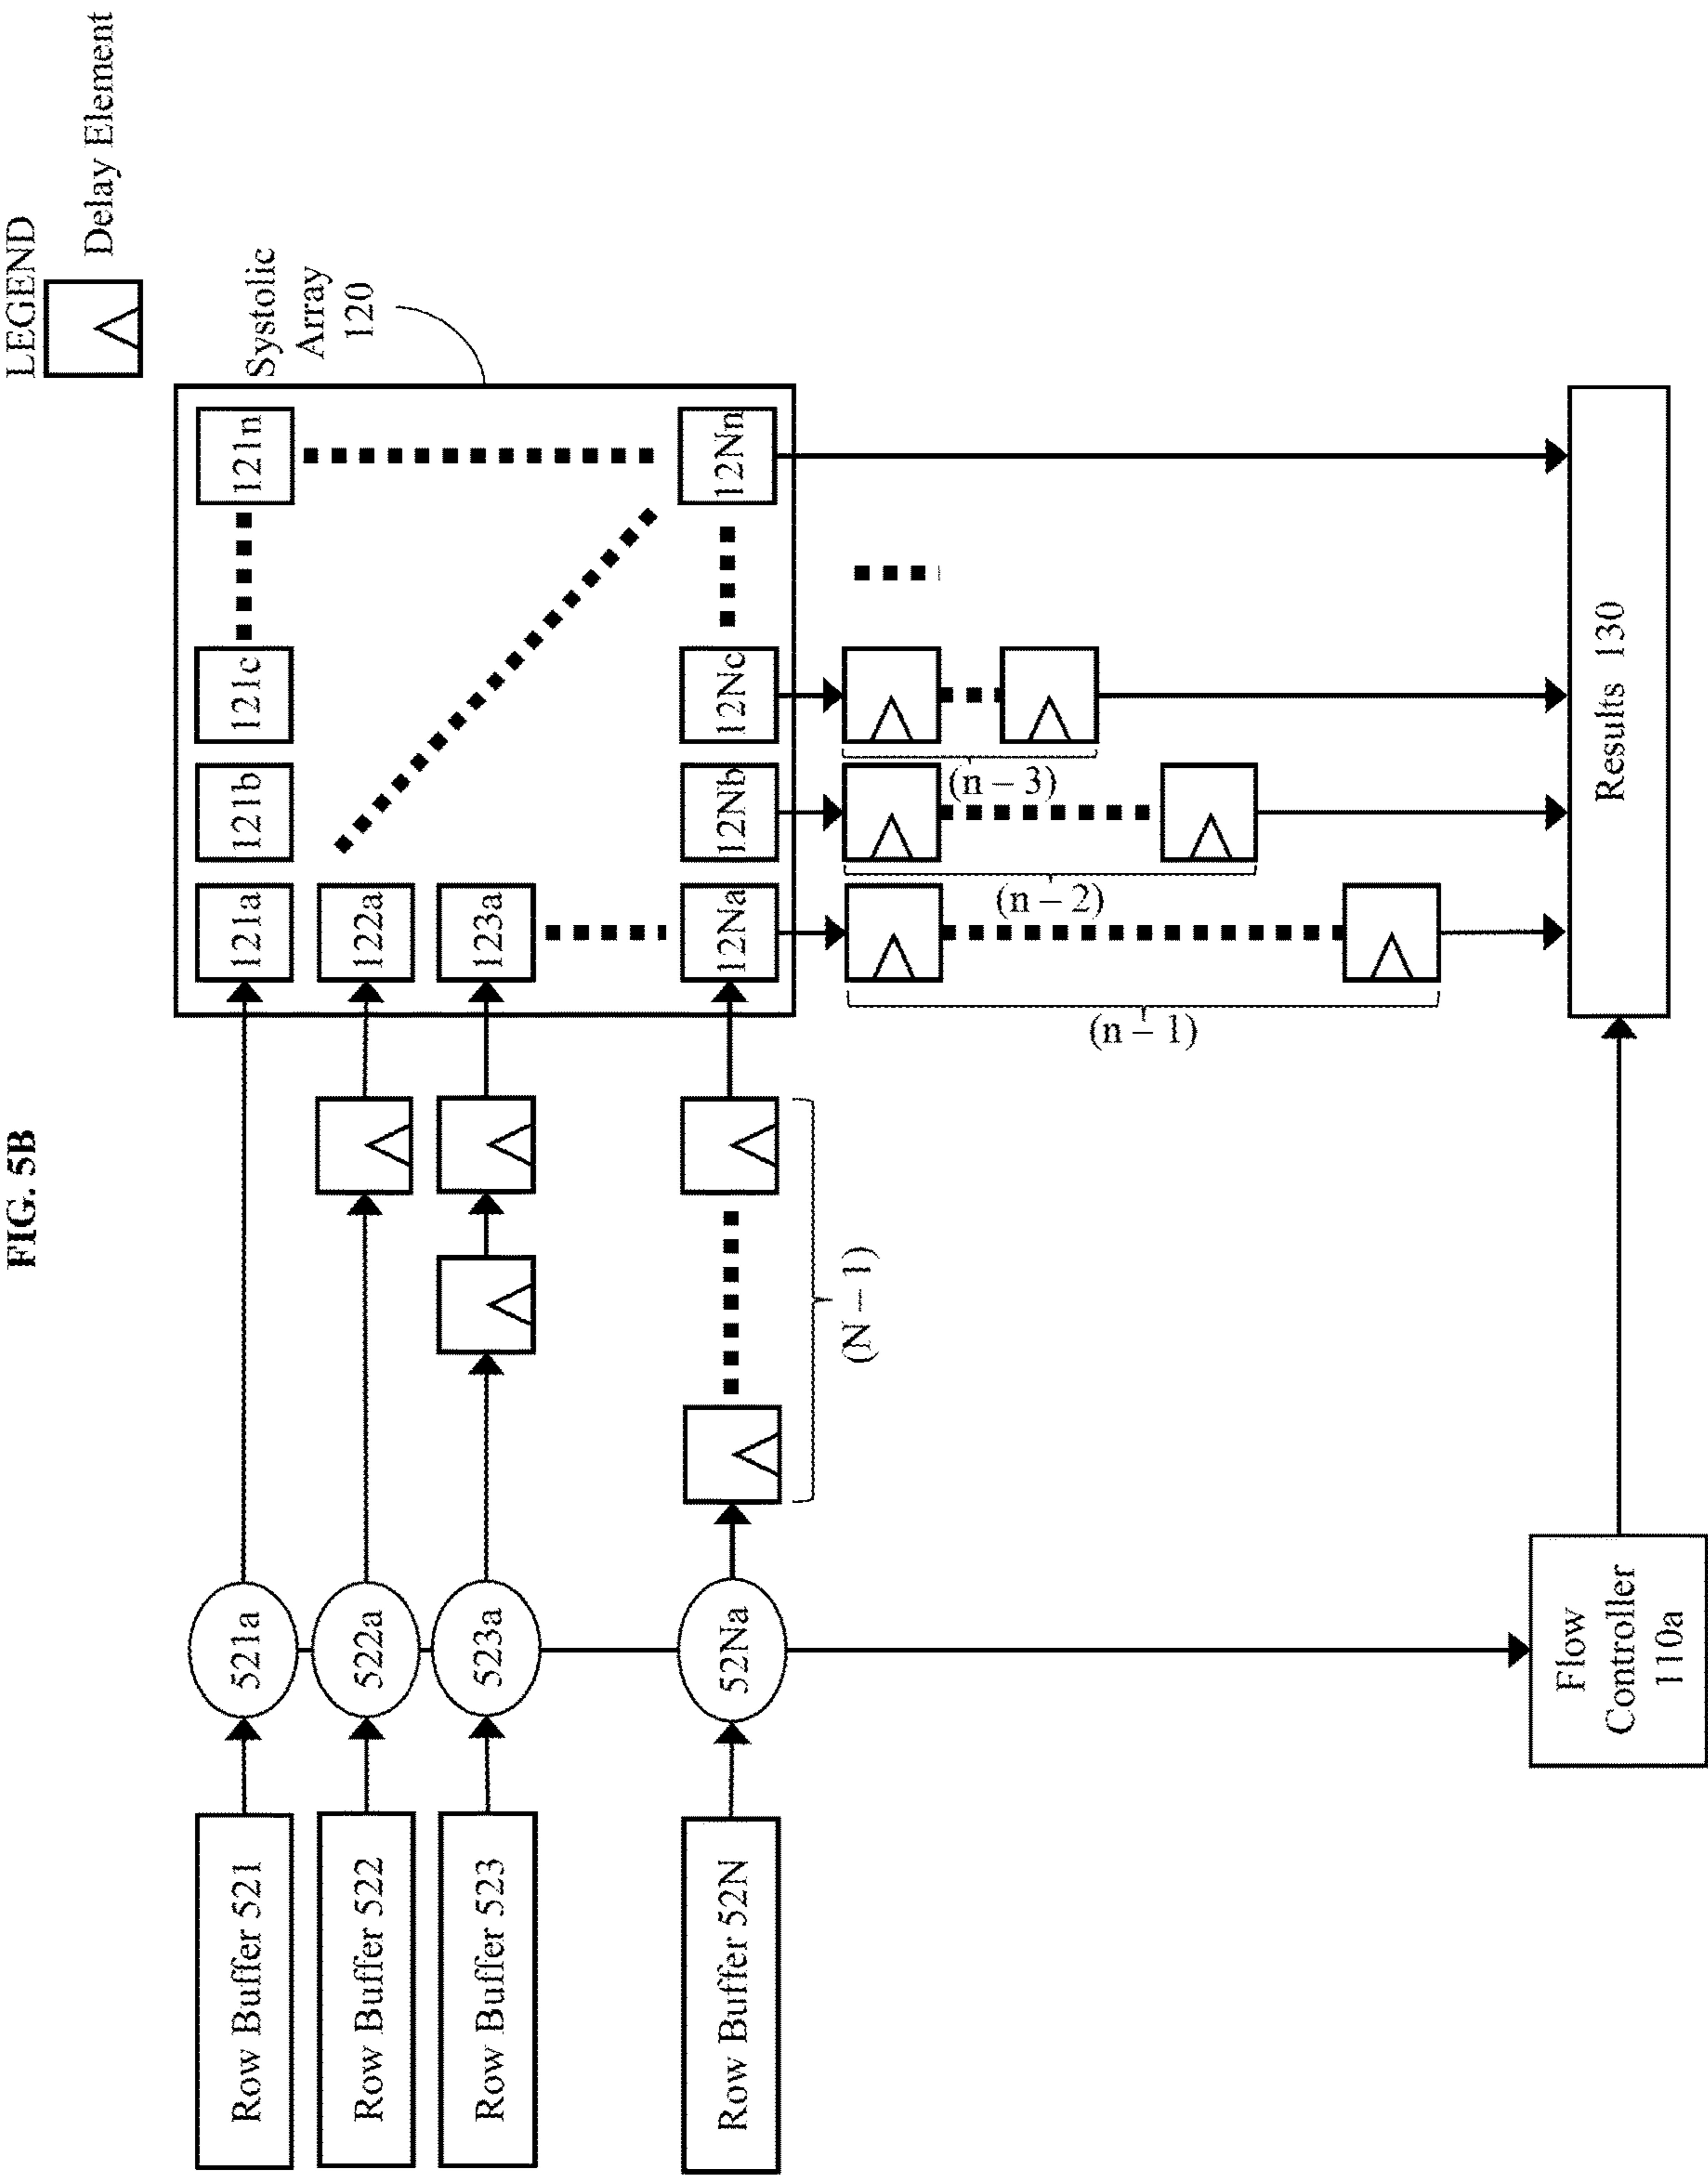 FIG. 5B
LEGEND
Delay Element
Systolic
Array
120
Row Buffer 521
521a
121a
121b
121c
121n
Row Buffer 522
522a
122a
Row Buffer 523
523a
123a
Row Buffer 52N
52Na
12Na
12Nb
12Nc
12Nn
(N – 1)
(n – 1)
(n – 2)
(n – 3)
Flow
Controller
110a
Results 130